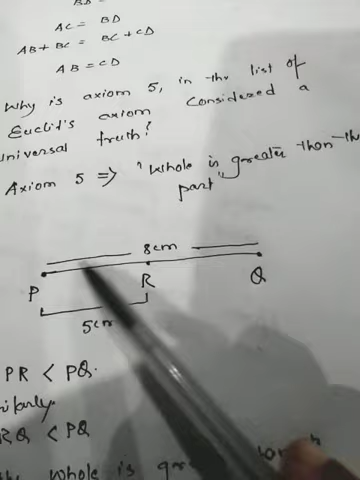 BD
AC = BD
AB + BC = BC + CD
AB = CD
Why is axiom 5, in the list of
Euclid's axiom considered a
universal truth?
Axiom 5 ⇒ "Whole is greater than the
part"
8cm
P R Q
5cm
PR < PQ.
RQ < PQ
whole is